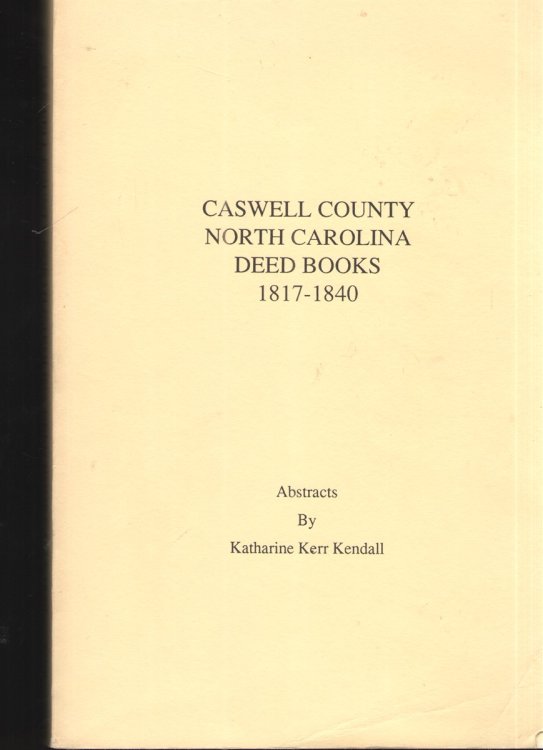 CASWELL COUNTY
NORTH CAROLINA
DEED BOOKS
1817-1840
Abstracts
By
Katharine Kerr Kendall